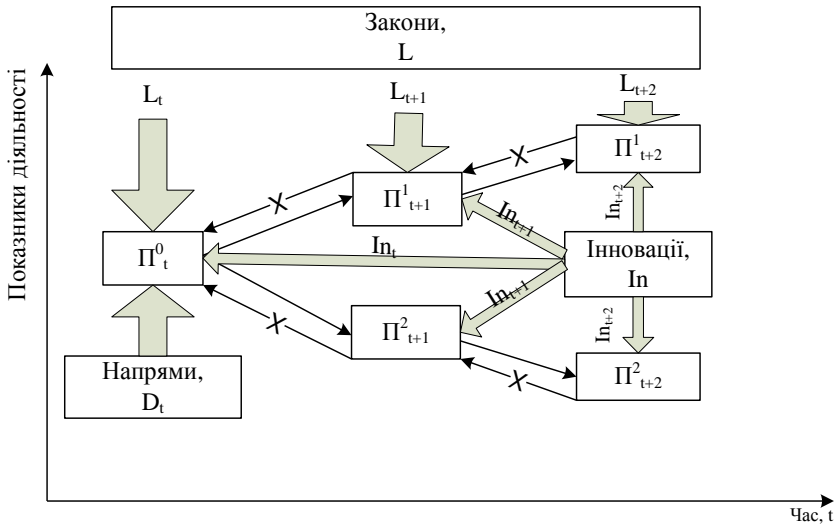 Закони,
L
Показники діяльності
Lt
Lt+1
Lt+2
П1t+2
X
X
П1t+1
Int+2
Int+1
П0t
Int
Інновації,
In
Int+1
Int+2
X
П2t+1
X
П2t+2
Напрями,
Dt
Час, t